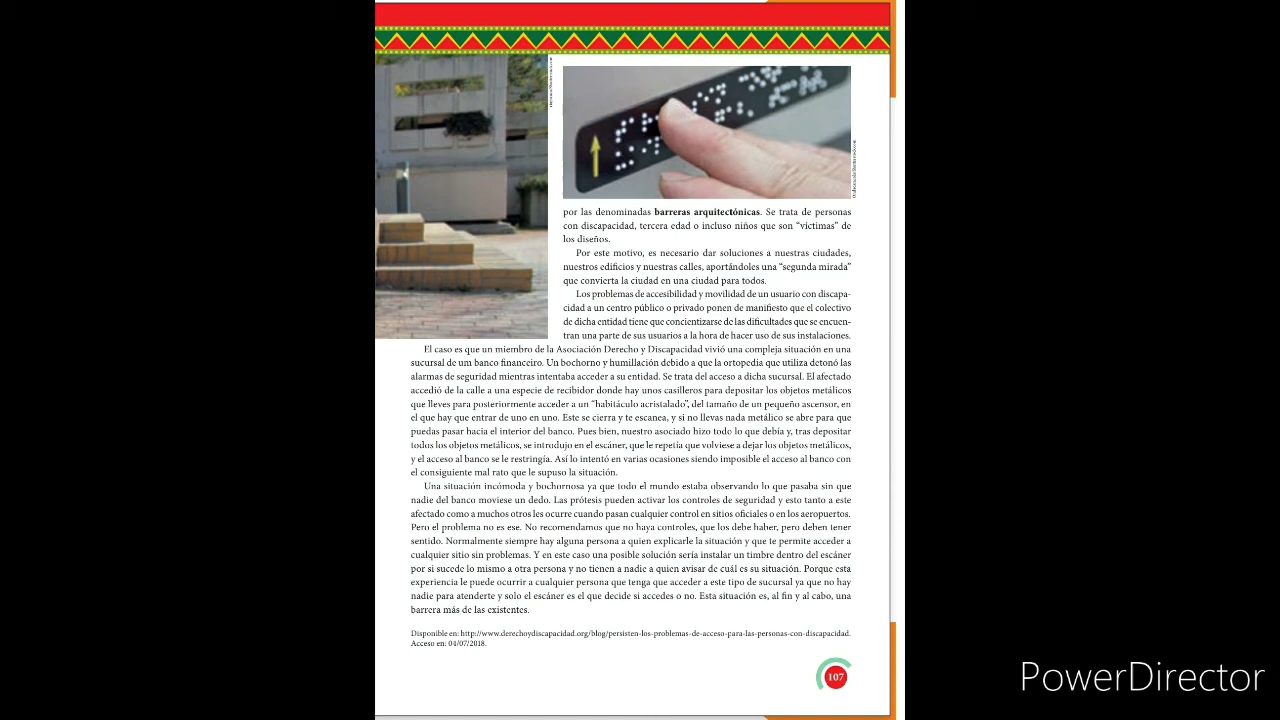 por las denominadas barreras arquitectónicas. Se trata de personas
con discapacidad, tercera edad o incluso niños que son “víctimas” de
los diseños.
Por este motivo, es necesario dar soluciones a nuestras ciudades,
nuestros edificios y nuestras calles, aportándoles una “segunda mirada”
que convierta la ciudad en una ciudad para todos.
Los problemas de accesibilidad y movilidad de un usuario con discapa-
cidad a un centro público o privado ponen de manifiesto que el colectivo
de dicha entidad tiene que concientizarse de las dificultades que se encuen-
tran una parte de sus usuarios a la hora de hacer uso de sus instalaciones.
El caso es que un miembro de la Asociación Derecho y Discapacidad vivió una compleja situación en una
sucursal de um banco financeiro. Un bochorno y humillación debido a que la ortopedia que utiliza detonó las
alarmas de seguridad mientras intentaba acceder a su entidad. Se trata del acceso a dicha sucursal. El afectado
accedió de la calle a una especie de recibidor donde hay unos casilleros para depositar los objetos metálicos
que lleves para posteriormente acceder a un “habitáculo acristalado”, del tamaño de un pequeño ascensor, en
el que hay que entrar de uno en uno. Este se cierra y te escanea, y si no llevas nada metálico se abre para que
puedas pasar hacia el interior del banco. Pues bien, nuestro asociado hizo todo lo que debía y, tras depositar
todos los objetos metálicos, se introdujo en el escáner, que le repetía que volviese a dejar los objetos metálicos,
y el acceso al banco se le restringía. Así lo intentó en varias ocasiones siendo imposible el acceso al banco con
el consiguiente mal rato que le supuso la situación.
Una situación incómoda y bochornosa ya que todo el mundo estaba observando lo que pasaba sin que
nadie del banco moviese un dedo. Las prótesis pueden activar los controles de seguridad y esto tanto a este
afectado como a muchos otros les ocurre cuando pasan cualquier control en sitios oficiales o en los aeropuertos.
Pero el problema no es ese. No recomendamos que no haya controles, que los debe haber, pero deben tener
sentido. Normalmente siempre hay alguna persona a quien explicarle la situación y que te permite acceder a
cualquier sitio sin problemas. Y en este caso una posible solución sería instalar un timbre dentro del escáner
por si sucede lo mismo a otra persona y no tienen a nadie a quien avisar de cuál es su situación. Porque esta
experiencia le puede ocurrir a cualquier persona que tenga que acceder a este tipo de sucursal ya que no hay
nadie para atenderte y solo el escáner es el que decide si accedes o no. Esta situación es, al fin y al cabo, una
barrera más de las existentes.
Disponible en: http://www.derechoydiscapacidad.org/blog/persisten-los-problemas-de-acceso-para-las-personas-con-discapacidad.
Acceso en: 04/07/2018.
107
PowerDirector